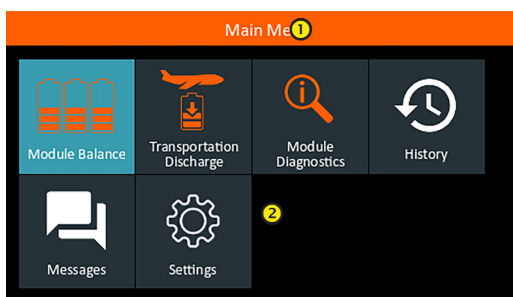 Main Me
1
Module Balance
Transportation
Discharge
Module
Diagnostics
History
Messages
Settings
2